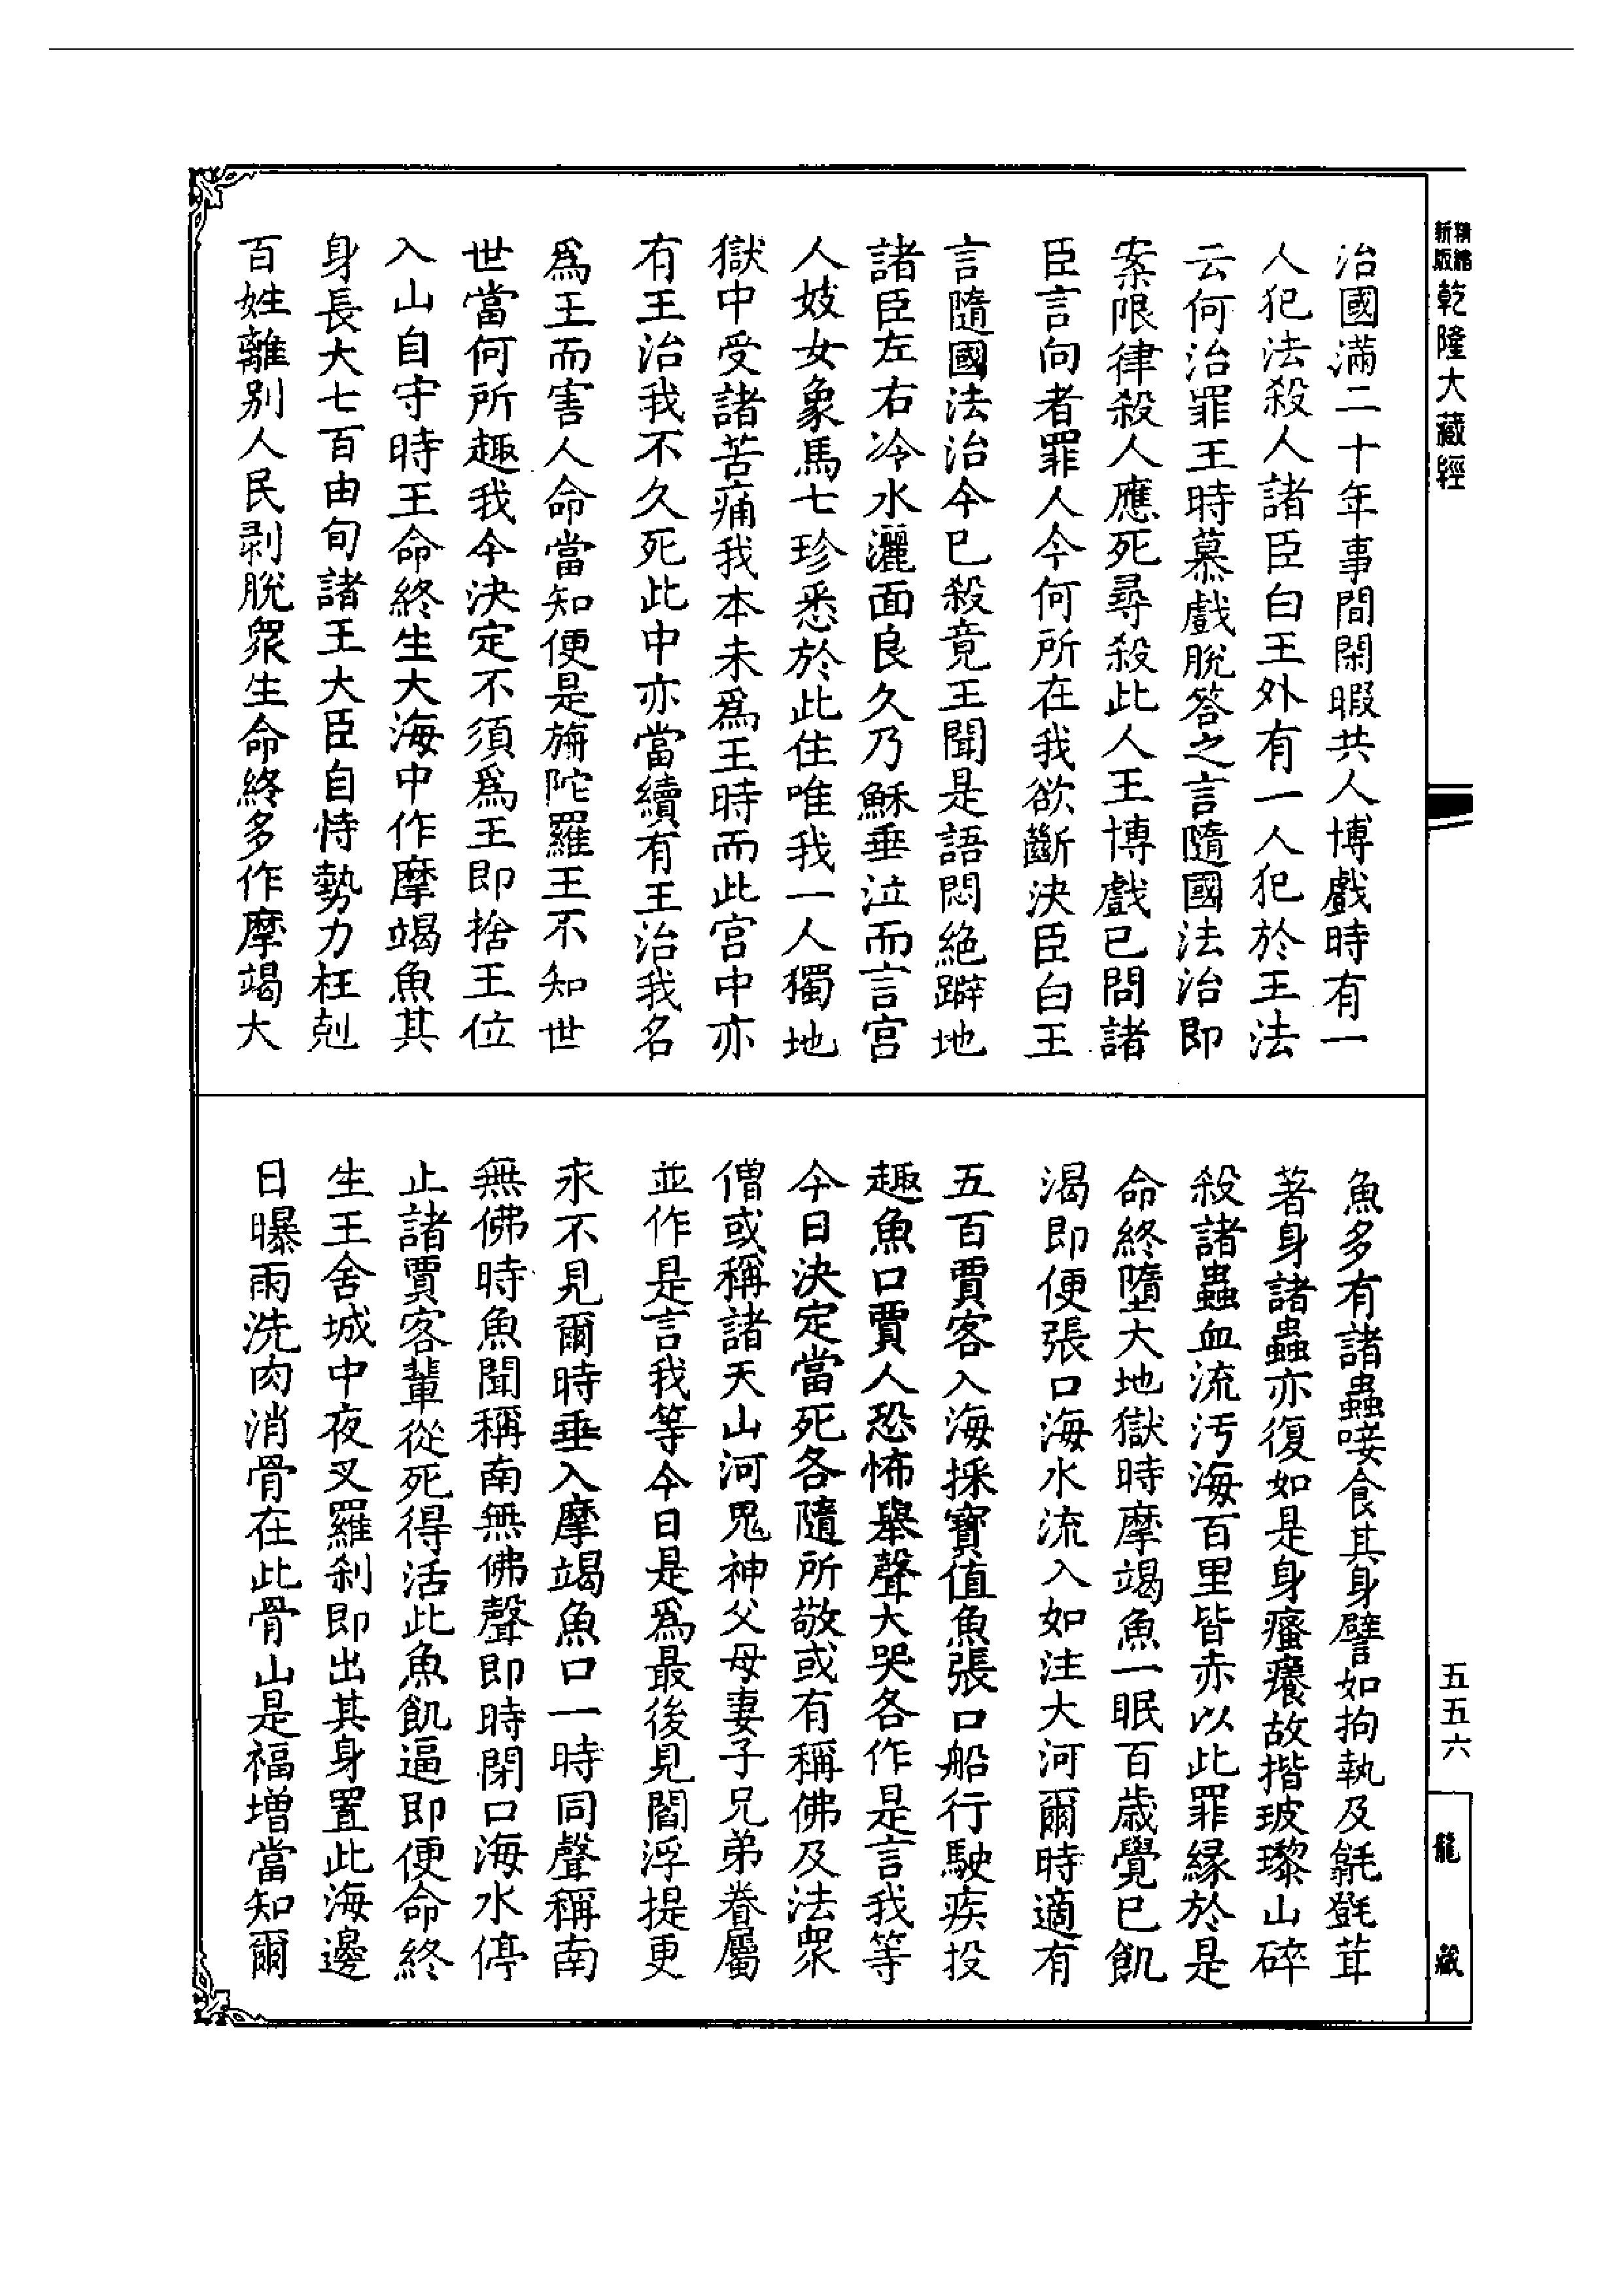 精縮
新版
乾隆大藏經
治國滿二十年事間閑暇共人博戲時有一
人犯法殺人諸臣白王外有一人犯於王法
云何治罪王時慕戲脫答之言隨國法治即
案限律殺人應死尋殺此人王博戲已問諸
臣言向者罪人今何所在我欲斷決臣白王
言隨國法治今已殺竟王聞是語悶絕躃地
諸臣左右冷水灑面良久乃穌垂泣而言宮
人妓女象馬七珍悉於此住唯我一人獨地
獄中受諸苦痛我本未為王時而此宮中亦
有王治我不久死此中亦當續有王治我名
為王而害人命當知便是旃陀羅王不知世
世當何所趣我今決定不須為王即捨王位
入山自守時王命終生大海中作摩竭魚其
身長大七百由旬諸王大臣自恃勢力枉剋
百姓離別人民剥脫眾生命終多作摩竭大
魚多有諸蟲唼食其身譬如拘執及氀㲪茸
著身諸蟲亦復如是身瘙癢故揩玻瓈山碎
殺諸蟲血流污海百里皆赤以此罪緣於是
命終墮大地獄時摩竭魚一眠百歲覺已飢
渴即便張口海水流入如注大河爾時適有
五百賈客入海採寶值魚張口船行駛疾投
趣魚口賈人恐怖舉聲大哭各作是言我等
今日決定當死各隨所敬或有稱佛及法眾
僧或稱諸天山河鬼神父母妻子兄弟眷屬
並作是言我等今日是為最後見閻浮提更
永不見爾時垂入摩竭魚口一時同聲稱南
無佛時魚聞稱南無佛聲即時閉口海水停
止諸賈客輩從死得活此魚飢逼即便命終
生王舍城中夜叉羅剎即出其身置此海邊
日曝雨洗肉消骨在此骨山是福增當知爾
五五六
龍藏